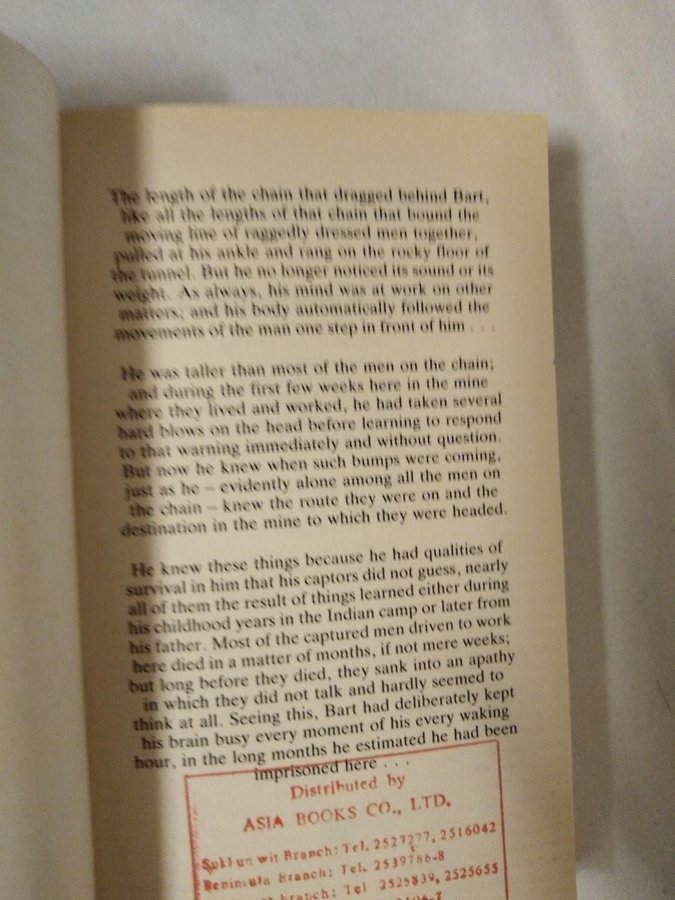 The length of the chain that dragged behind Bart,
like all the lengths of that chain that bound the
moving line of raggedly dressed men together,
pulled at his ankle and rang on the rocky floor of
the tunnel. But he no longer noticed its sound or its
weight. As always, his mind was at work on other
matters; and his body automatically followed the
movements of the man one step in front of him . . .
He was taller than most of the men on the chain;
and during the first few weeks here in the mine
where they lived and worked, he had taken several
hard blows on the head before learning to respond
to that warning immediately and without question.
But now he knew when such bumps were coming,
just as he – evidently alone among all the men on
the chain – knew the route they were on and the
destination in the mine to which they were headed.
He knew these things because he had qualities of
survival in him that his captors did not guess, nearly
all of them the result of things learned either during
his childhood years in the Indian camp or later from
his father. Most of the captured men driven to work
here died in a matter of months, if not mere weeks;
but long before they died, they sank into an apathy
in which they did not talk and hardly seemed to
think at all. Seeing this, Bart had deliberately kept
his brain busy every moment of his every waking
hour, in the long months he estimated he had been
imprisoned here . . .
Distributed by
ASIA BOOKS CO., LTD.
Sukhumwit Branch: Tel. 2527277, 2516042
Peninsula Branch: Tel. 2539786-8
branch: Tel 2525839, 2525655